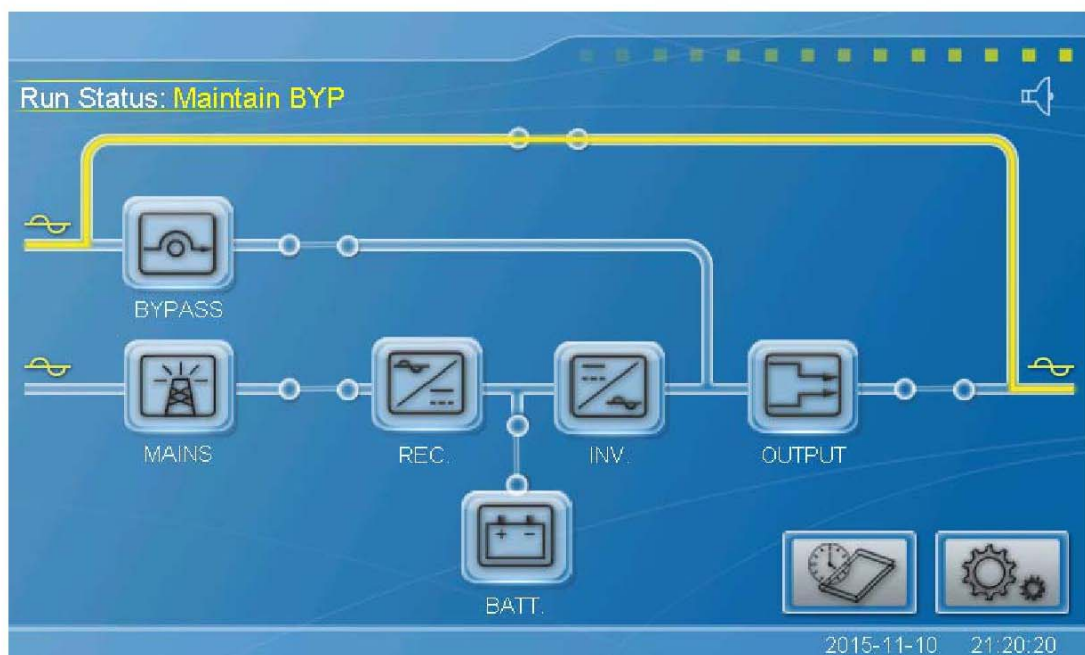 Run Status: Maintain BYP
BYPASS
MAINS
REC.
INV.
OUTPUT
BATT.
2015-11-10 21:20:20